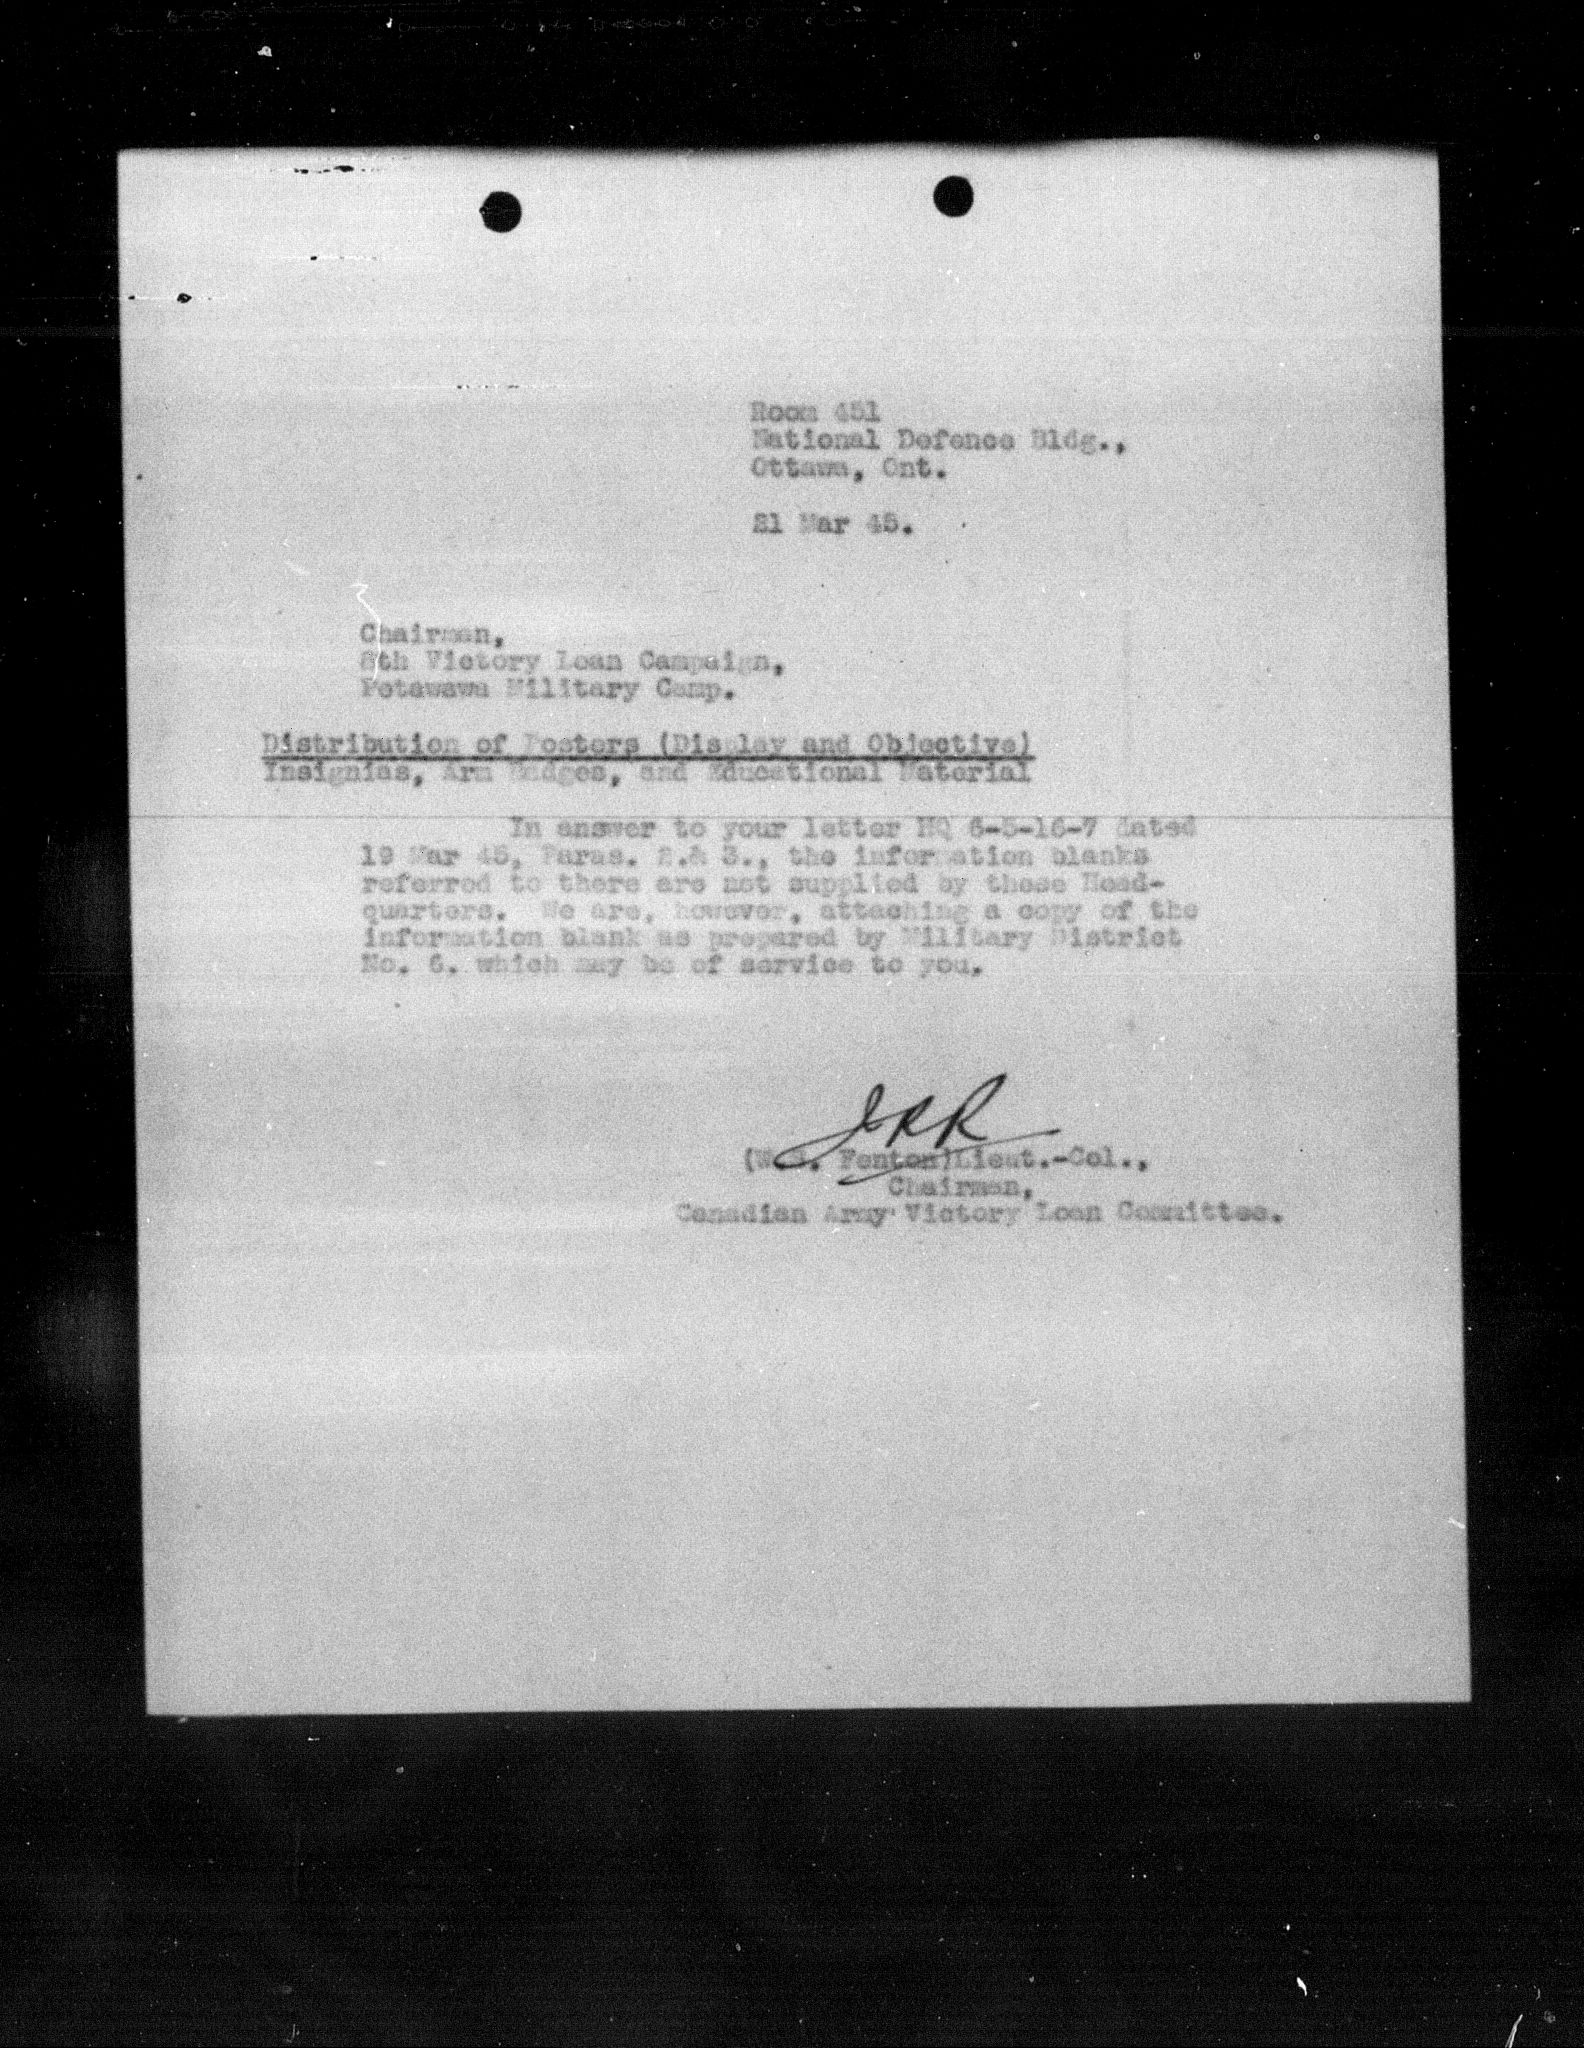 Room 451
National Defence Bldg.,
Ottawa, Ont.
21 Mar 45.
Chairman,
8th Victory Loan Campaign,
Petawawa Military Camp.
Distribution of Posters (Display and Objective)
Insignias, Arm Badges, and Educational Material
In answer to your letter HQ 6-5-16-7 dated
19 Mar 45, Paras. 2.& 3., the information blanks
referred to there are not supplied by these Head-
quarters. We are, however, attaching a copy of the
information blank as prepared by Military District
No. 6. which may be of service to you.
JRR
Fenton)Lieut.-Col.,
Chairman,
Canadian Army Victory Loan Committee.